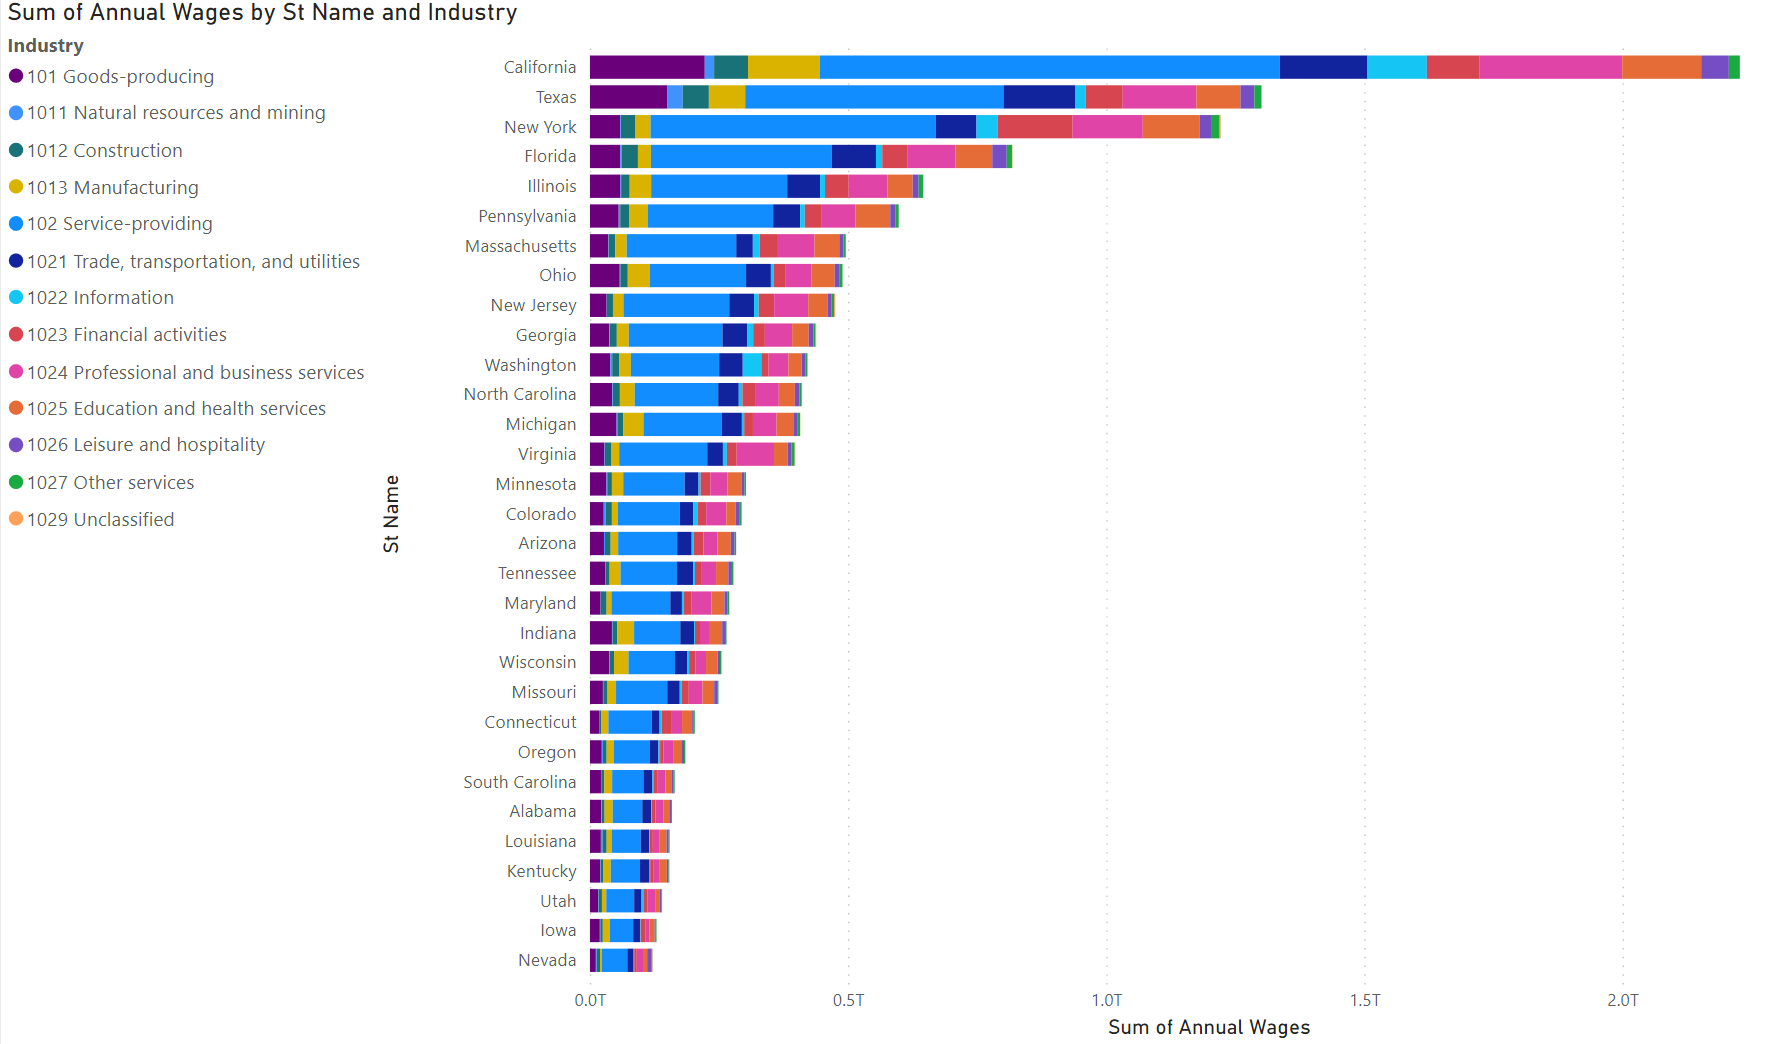 Sum of Annual Wages by St Name and Industry
Industry
101 Goods-producing
1011 Natural resources and mining
1012 Construction
1013 Manufacturing
102 Service-providing
1021 Trade, transportation, and utilities
1022 Information
1023 Financial activities
1024 Professional and business services
1025 Education and health services
1026 Leisure and hospitality
1027 Other services
1029 Unclassified
St Name
California
Texas
New York
Florida
Illinois
Pennsylvania
Massachusetts
Ohio
New Jersey
Georgia
Washington
North Carolina
Michigan
Virginia
Minnesota
Colorado
Arizona
Tennessee
Maryland
Indiana
Wisconsin
Missouri
Connecticut
Oregon
South Carolina
Alabama
Louisiana
Kentucky
Utah
Iowa
Nevada
0.0T 0.5T 1.0T 1.5T 2.0T
Sum of Annual Wages